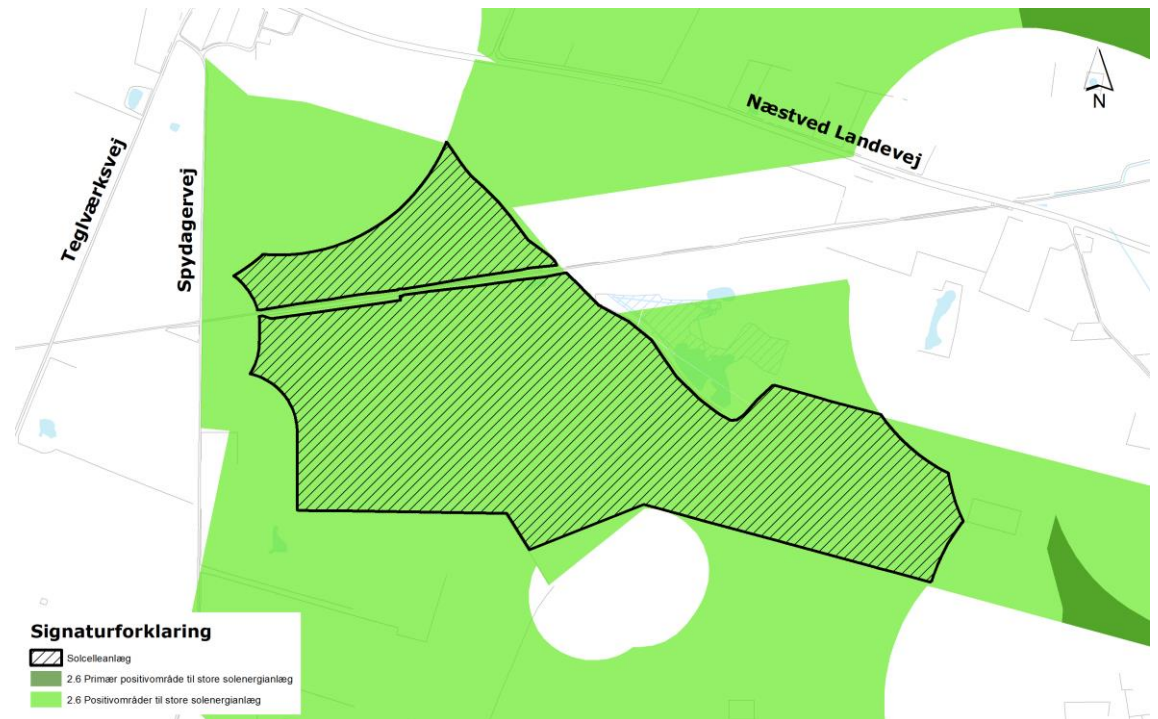 Næstved Landevej
N
Teglværksvej
Spydagervej
Signaturforklaring
Solcelleanlæg
2.6 Primær positivområde til store solenergianlæg
2.6 Positivområder til store solenergianlæg